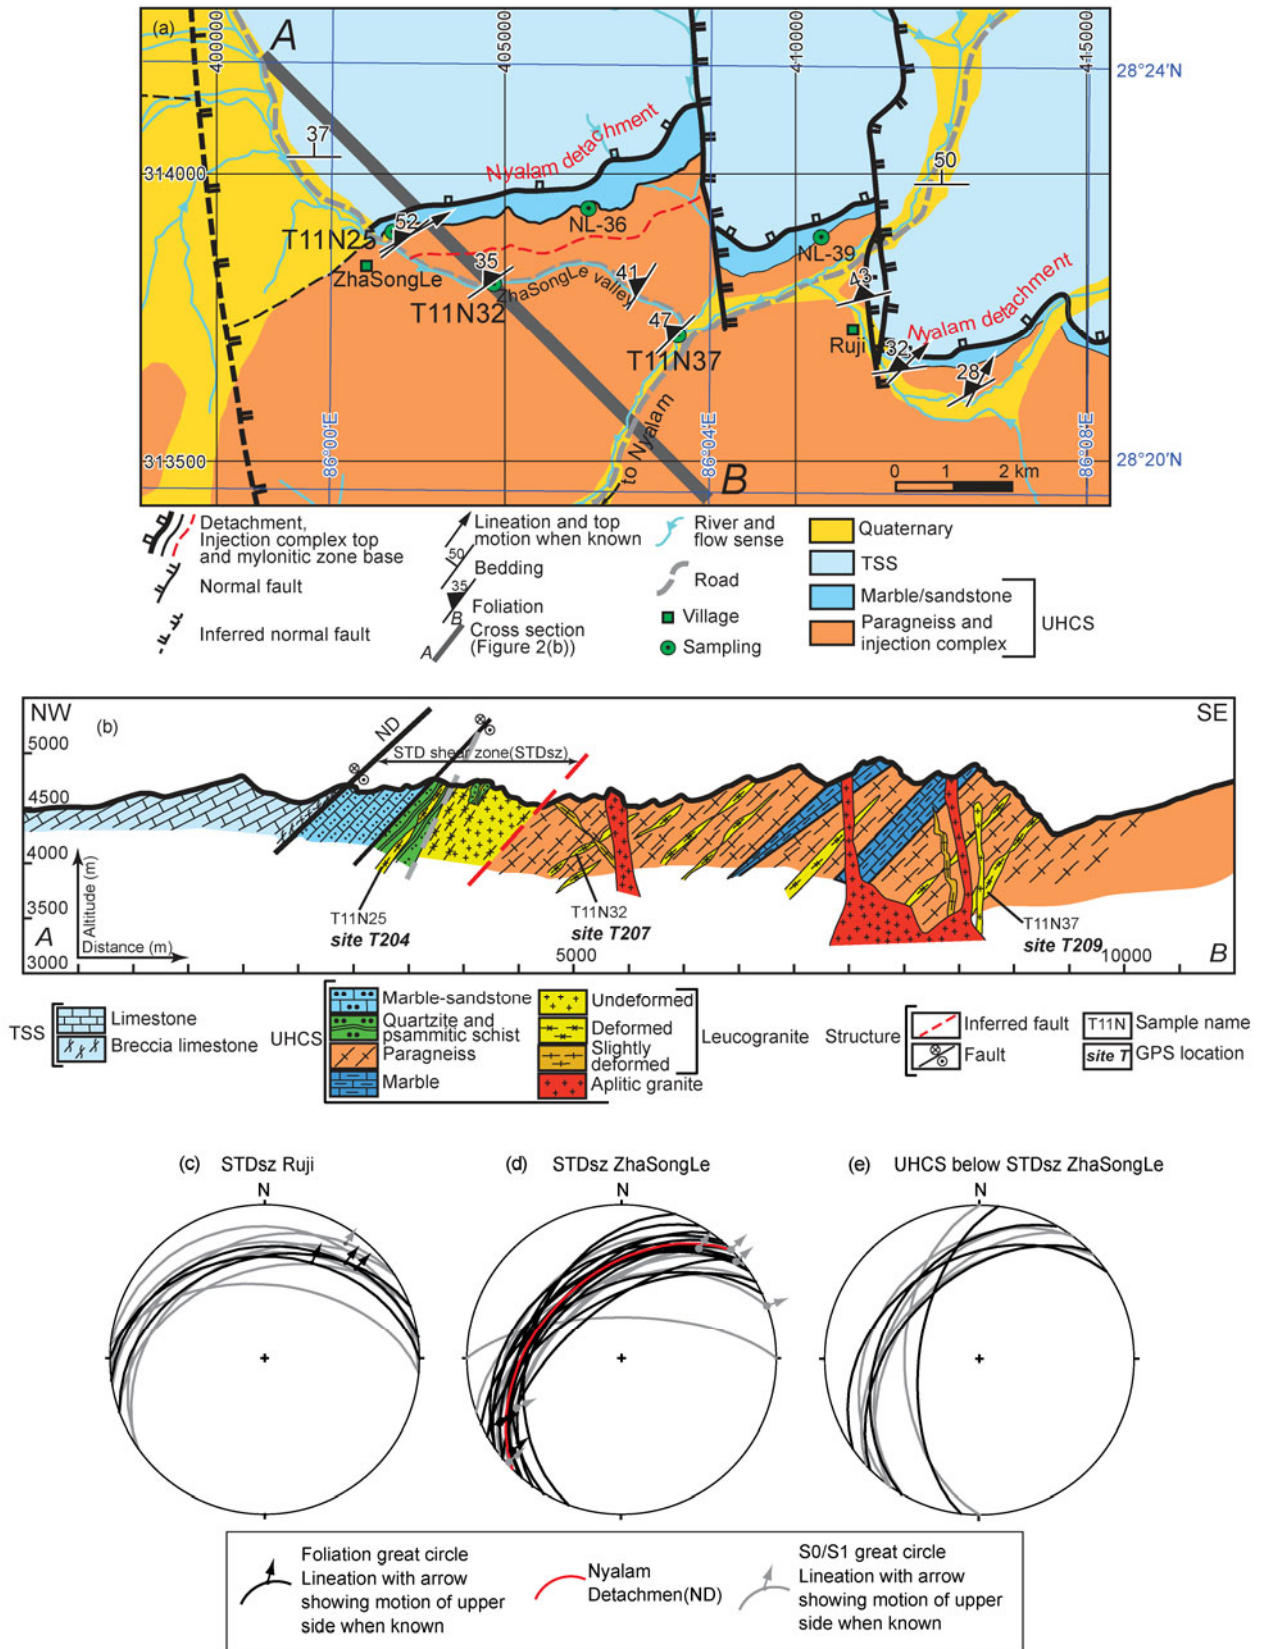 (a)
400000
A
405000
410000
415000
28°24′N
37
Nyalam detachment
50
314000
52
T11N25
NL-36
NL-39
ZhaSongLe
35
ZhaSongLe valley
41
43
T11N32
47
T11N37
Ruji
Nyalam detachment
32
28
86°00′E
to Nyalam
86°04′E
86°08′E
313500
B
0 1 2 km
28°20′N
Detachment,
Injection complex top
and mylonitic zone base
Normal fault
Inferred normal fault
Lineation and top
motion when known
50
Bedding
35
Foliation
B
Cross section
(Figure 2(b))
A
River and
flow sense
Road
Village
Sampling
Quaternary
TSS
Marble/sandstone
Paragneiss and
injection complex
UHCS
NW
(b)
SE
ND
5000
STD shear zone(STDsz)
4500
4000
3500
3000
Altitude (m)
Distance (m)
A
T11N25
site T204
T11N32
site T207
T11N37
site T209
5000
10000
B
TSS
Limestone
Breccia limestone
UHCS
Marble-sandstone
Quartzite and
psammitic schist
Paragneiss
Marble
Undeformed
Deformed
Slightly
deformed
Aplitic granite
Leucogranite
Structure
Inferred fault
Fault
T11N
Sample name
site T
GPS location
(c) STDsz Ruji
N
(d) STDsz ZhaSongLe
N
(e) UHCS below STDsz ZhaSongLe
N
Foliation great circle
Lineation with arrow
showing motion of upper
side when known
Nyalam
Detachmen(ND)
S0/S1 great circle
Lineation with arrow
showing motion of upper
side when known